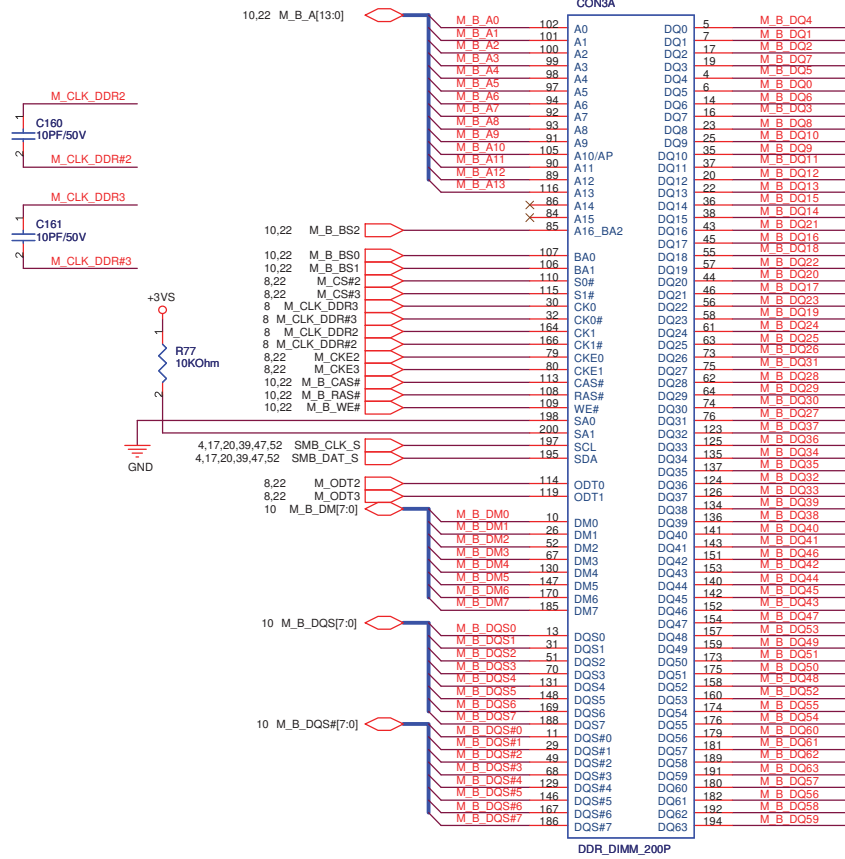 CON3A
10,22 M_B_A[13:0]
M_B_A0 102 A0
M_B_A1 101 A1
M_B_A2 100 A2
M_B_A3 99 A3
M_B_A4 98 A4
M_B_A5 97 A5
M_B_A6 94 A6
M_B_A7 92 A7
M_B_A8 93 A8
M_B_A9 91 A9
M_B_A10 105 A10/AP
M_B_A11 90 A11
M_B_A12 89 A12
M_B_A13 116 A13
86 A14
84 A15
10,22 M_B_BS2 85 A16_BA2
10,22 M_B_BS0 107 BA0
10,22 M_B_BS1 106 BA1
8,22 M_CS#2 110 S0#
8,22 M_CS#3 115 S1#
8 M_CLK_DDR3 30 CK0
8 M_CLK_DDR#3 32 CK0#
8 M_CLK_DDR2 164 CK1
8 M_CLK_DDR#2 166 CK1#
8,22 M_CKE2 79 CKE0
8,22 M_CKE3 80 CKE1
10,22 M_B_CAS# 113 CAS#
10,22 M_B_RAS# 108 RAS#
10,22 M_B_WE# 109 WE#
198 SA0
200 SA1
4,17,20,39,47,52 SMB_CLK_S 197 SCL
4,17,20,39,47,52 SMB_DAT_S 195 SDA
8,22 M_ODT2 114 ODT0
8,22 M_ODT3 119 ODT1
10 M_B_DM[7:0]
M_B_DM0 10 DM0
M_B_DM1 26 DM1
M_B_DM2 52 DM2
M_B_DM3 67 DM3
M_B_DM4 130 DM4
M_B_DM5 147 DM5
M_B_DM6 170 DM6
M_B_DM7 185 DM7
10 M_B_DQS[7:0]
M_B_DQS0 13 DQS0
M_B_DQS1 31 DQS1
M_B_DQS2 51 DQS2
M_B_DQS3 70 DQS3
M_B_DQS4 131 DQS4
M_B_DQS5 148 DQS5
M_B_DQS6 169 DQS6
M_B_DQS7 188 DQS7
10 M_B_DQS#[7:0]
M_B_DQS#0 11 DQS#0
M_B_DQS#1 29 DQS#1
M_B_DQS#2 49 DQS#2
M_B_DQS#3 68 DQS#3
M_B_DQS#4 129 DQS#4
M_B_DQS#5 146 DQS#5
M_B_DQS#6 167 DQS#6
M_B_DQS#7 186 DQS#7
DQ0 5 M_B_DQ4
DQ1 7 M_B_DQ1
DQ2 17 M_B_DQ2
DQ3 19 M_B_DQ7
DQ4 4 M_B_DQ5
DQ5 6 M_B_DQ0
DQ6 14 M_B_DQ6
DQ7 16 M_B_DQ3
DQ8 23 M_B_DQ8
DQ9 25 M_B_DQ10
DQ10 35 M_B_DQ9
DQ11 37 M_B_DQ11
DQ12 20 M_B_DQ12
DQ13 22 M_B_DQ13
DQ14 36 M_B_DQ15
DQ15 38 M_B_DQ14
DQ16 43 M_B_DQ21
DQ17 45 M_B_DQ16
DQ18 55 M_B_DQ18
DQ19 57 M_B_DQ22
DQ20 44 M_B_DQ20
DQ21 46 M_B_DQ17
DQ22 56 M_B_DQ23
DQ23 58 M_B_DQ19
DQ24 61 M_B_DQ24
DQ25 63 M_B_DQ25
DQ26 73 M_B_DQ26
DQ27 75 M_B_DQ31
DQ28 62 M_B_DQ28
DQ29 64 M_B_DQ29
DQ30 74 M_B_DQ30
DQ31 76 M_B_DQ27
DQ32 123 M_B_DQ37
DQ33 125 M_B_DQ36
DQ34 135 M_B_DQ34
DQ35 137 M_B_DQ35
DQ36 124 M_B_DQ32
DQ37 126 M_B_DQ33
DQ38 134 M_B_DQ39
DQ39 136 M_B_DQ38
DQ40 141 M_B_DQ40
DQ41 143 M_B_DQ41
DQ42 151 M_B_DQ46
DQ43 153 M_B_DQ42
DQ44 140 M_B_DQ44
DQ45 142 M_B_DQ45
DQ46 152 M_B_DQ43
DQ47 154 M_B_DQ47
DQ48 157 M_B_DQ53
DQ49 159 M_B_DQ49
DQ50 173 M_B_DQ51
DQ51 175 M_B_DQ50
DQ52 158 M_B_DQ48
DQ53 160 M_B_DQ52
DQ54 174 M_B_DQ55
DQ55 176 M_B_DQ54
DQ56 179 M_B_DQ60
DQ57 181 M_B_DQ61
DQ58 189 M_B_DQ62
DQ59 191 M_B_DQ63
DQ60 180 M_B_DQ57
DQ61 182 M_B_DQ56
DQ62 192 M_B_DQ58
DQ63 194 M_B_DQ59
DDR_DIMM_200P
M_CLK_DDR2
1
C160
10PF/50V
2
M_CLK_DDR#2
M_CLK_DDR3
1
C161
10PF/50V
2
M_CLK_DDR#3
+3VS
1
R77
10KOhm
2
GND